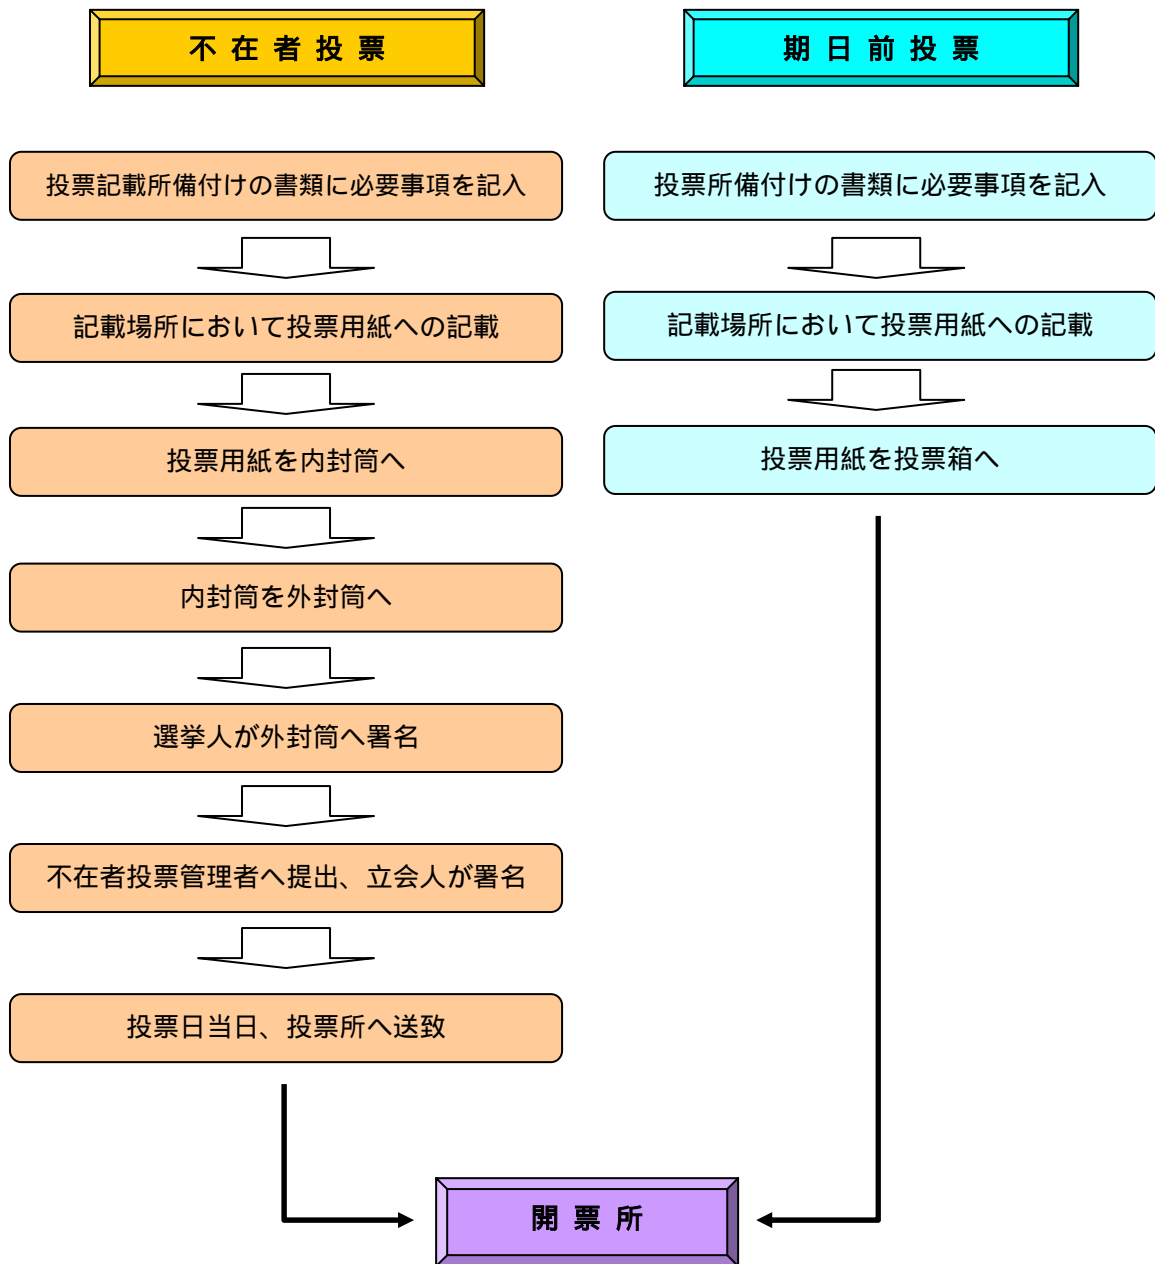 不在者投票
投票記載所備付けの書類に必要事項を記入
記載場所において投票用紙への記載
投票用紙を内封筒へ
内封筒を外封筒へ
選挙人が外封筒へ署名
不在者投票管理者へ提出、立会人が署名
投票日当日、投票所へ送致
期日前投票
投票所備付けの書類に必要事項を記入
記載場所において投票用紙への記載
投票用紙を投票箱へ
開票所